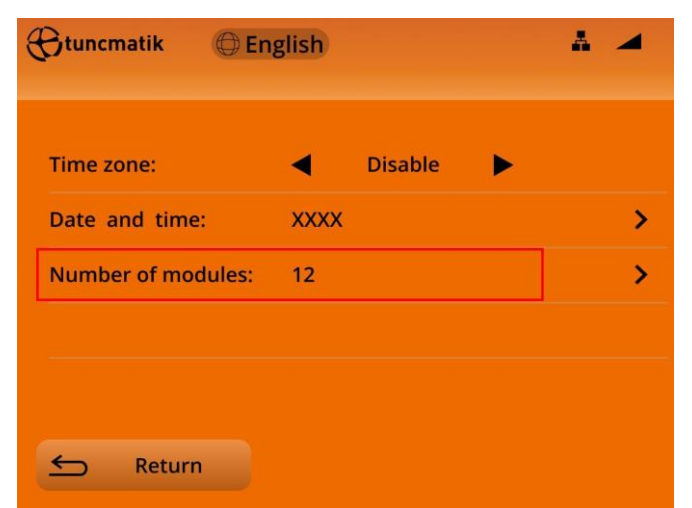 tuncmatik English
Time zone: Disable
Date and time: XXXX
Number of modules: 12
Return